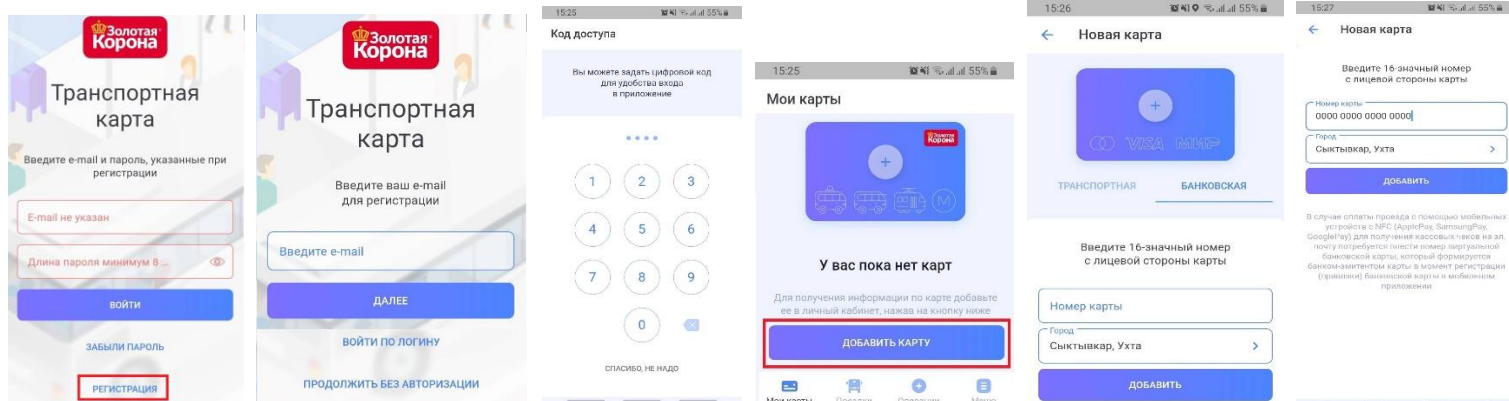 Золотая
Корона
Транспортная
карта
Введите e-mail и пароль, указанные при
регистрации
E-mail не указан
Длина пароля минимум 8 ...
ВОЙТИ
ЗАБЫЛИ ПАРОЛЬ
РЕГИСТРАЦИЯ
Золотая
Корона
Транспортная
карта
Введите ваш e-mail
для регистрации
Введите e-mail
ДАЛЕЕ
ВОЙТИ ПО ЛОГИНУ
ПРОДОЛЖИТЬ БЕЗ АВТОРИЗАЦИИ
15:25 55%
Код доступа
Вы можете задать цифровой код
для удобства входа
в приложение
1 2 3
4 5 6
7 8 9
0
СПАСИБО, НЕ НАДО
15:25 55%
Мои карты
Золотая
Корона
М
У вас пока нет карт
Для получения информации по карте добавьте
ее в личный кабинет, нажав на кнопку ниже
ДОБАВИТЬ КАРТУ
Мои карты Поездки Операции Меню
15:26 55%
Новая карта
VISA МИР
ТРАНСПОРТНАЯ БАНКОВСКАЯ
Введите 16-значный номер
с лицевой стороны карты
Номер карты
Город
Сыктывкар, Ухта
ДОБАВИТЬ
15:27 55%
Новая карта
Введите 16-значный номер
с лицевой стороны карты
Номер карты
0000 0000 0000 0000
Город
Сыктывкар, Ухта
ДОБАВИТЬ
В случае оплаты проезда с помощью мобильных
устройств с NFC (ApplePay, SamsungPay,
GooglePay) для получения кассовых чеков на эл.
почту потребуется внести номер виртуальной
банковской карты, который формируется
банком-эмитентом карты в момент регистрации
(привязки) банковской карты в мобильном
приложении